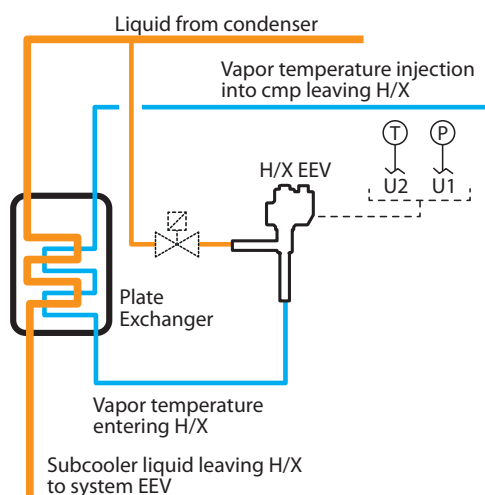 Liquid from condenser
Vapor temperature injection
into cmp leaving H/X
T P
H/X EEV
U2 U1
Plate
Exchanger
Vapor temperature
entering H/X
Subcooler liquid leaving H/X
to system EEV